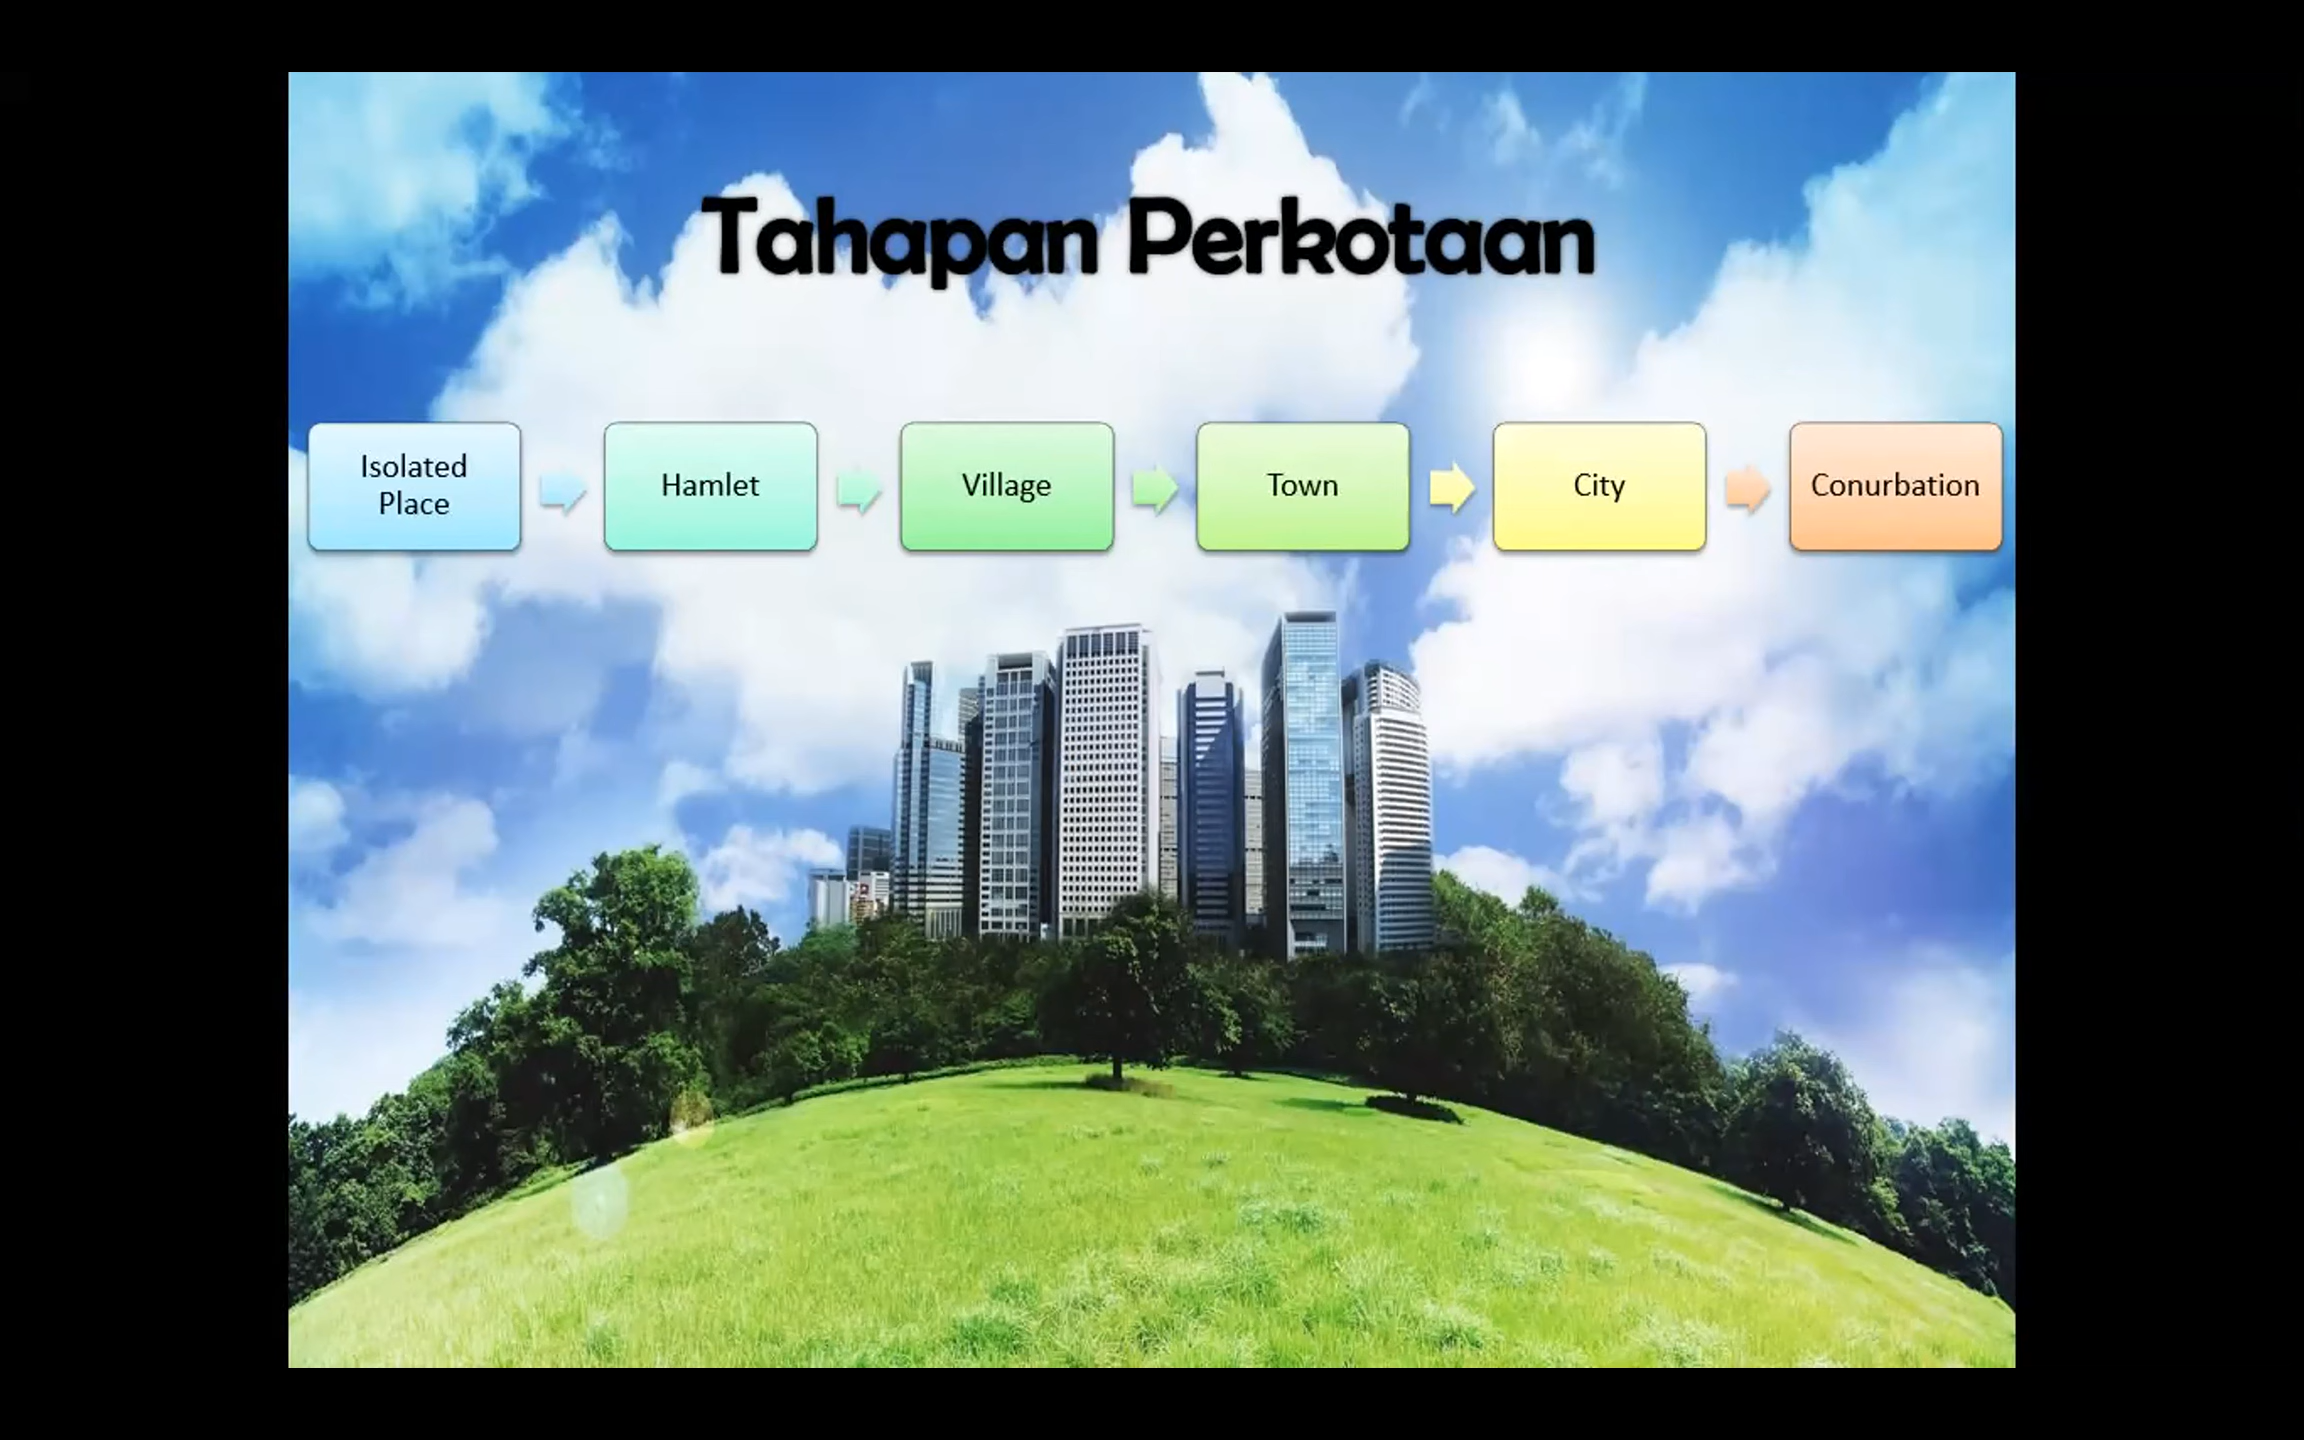 Tahapan Perkotaan
Isolated
Place
Hamlet
Village
Town
City
Conurbation